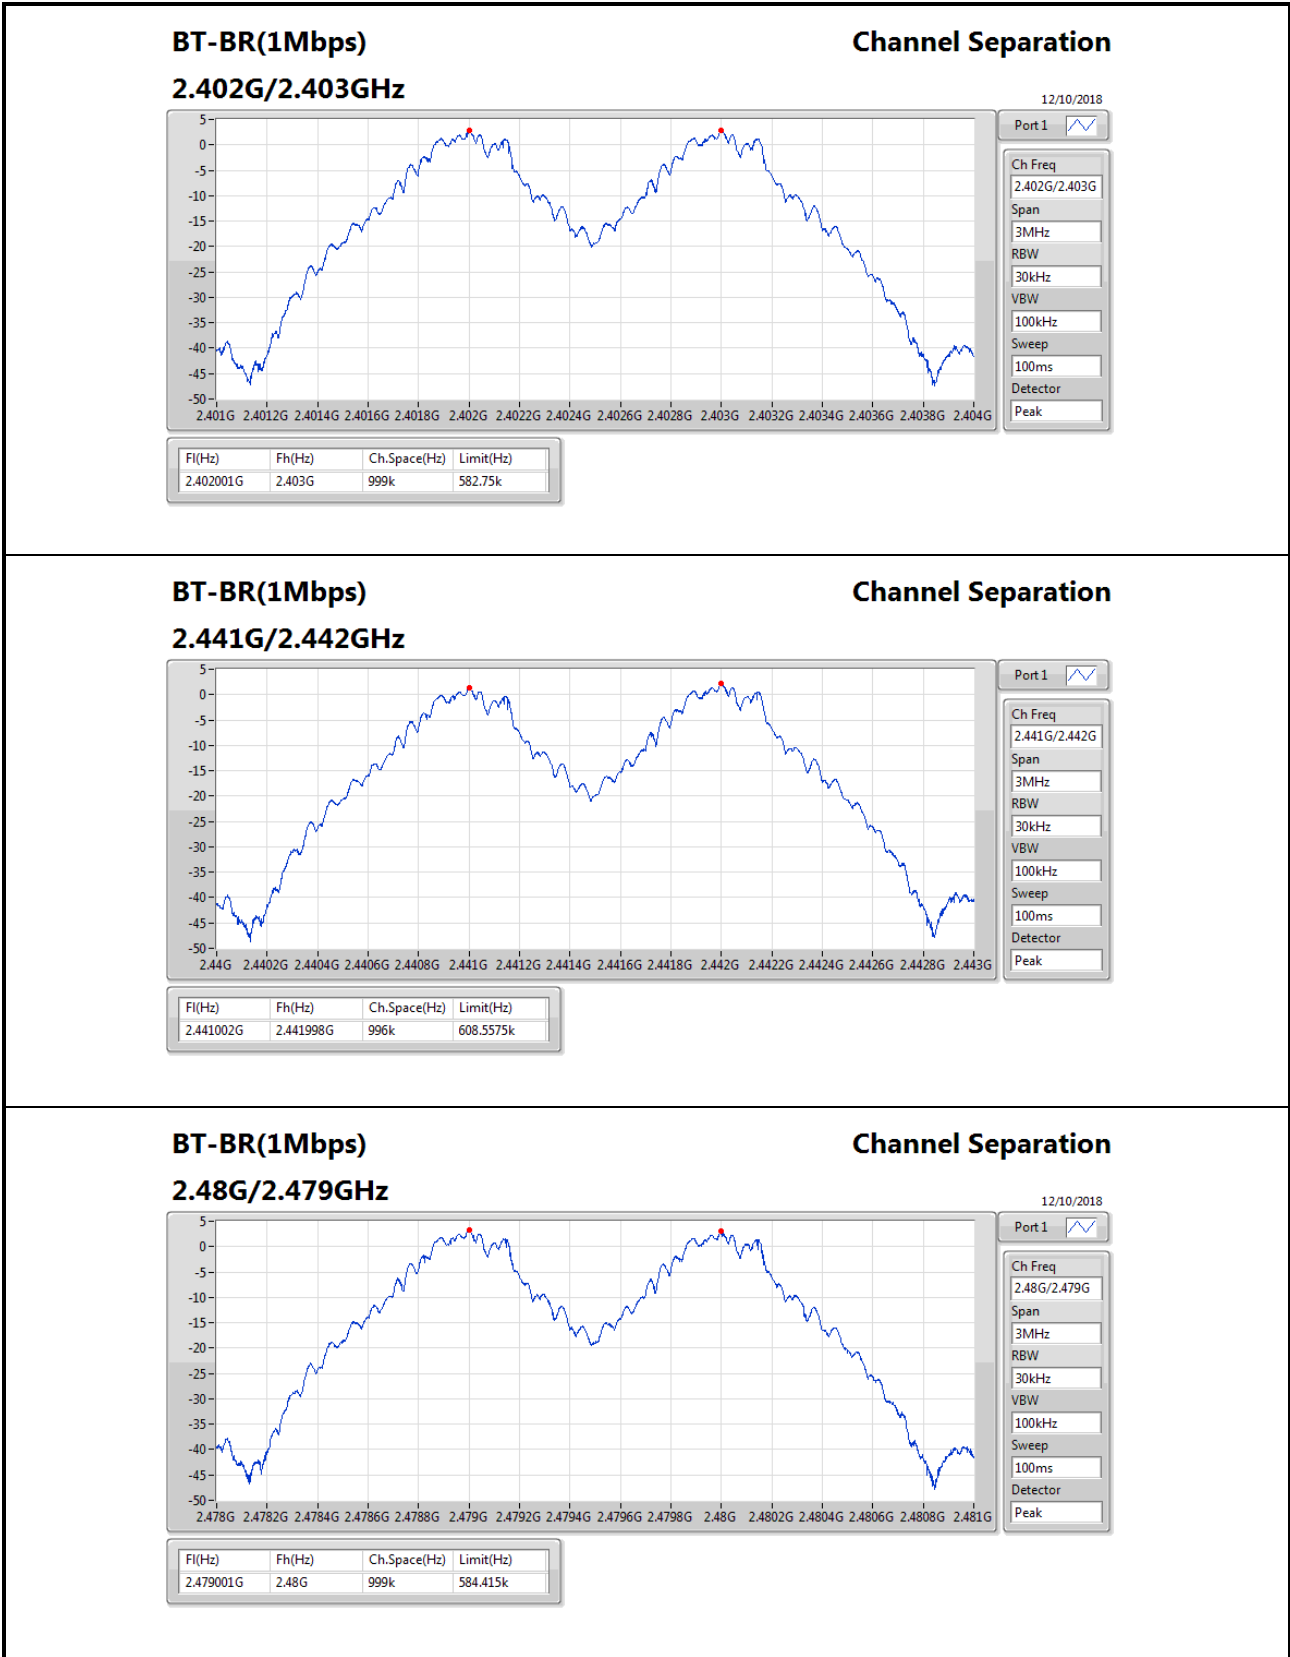 BT-BR(1Mbps) Channel Separation
2.402G/2.403GHz
12/10/2018
5
0
-5
-10
-15
-20
-25
-30
-35
-40
-45
-50
2.401G 2.4012G 2.4014G 2.4016G 2.4018G 2.402G 2.4022G 2.4024G 2.4026G 2.4028G 2.403G 2.4032G 2.4034G 2.4036G 2.4038G 2.404G
Port 1
Ch Freq
2.402G/2.403G
Span
3MHz
RBW
30kHz
VBW
100kHz
Sweep
100ms
Detector
Peak
Fl(Hz) Fh(Hz) Ch.Space(Hz) Limit(Hz)
2.402001G 2.403G 999k 582.75k
BT-BR(1Mbps) Channel Separation
2.441G/2.442GHz
5
0
-5
-10
-15
-20
-25
-30
-35
-40
-45
-50
2.44G 2.4402G 2.4404G 2.4406G 2.4408G 2.441G 2.4412G 2.4414G 2.4416G 2.4418G 2.442G 2.4422G 2.4424G 2.4426G 2.4428G 2.443G
Port 1
Ch Freq
2.441G/2.442G
Span
3MHz
RBW
30kHz
VBW
100kHz
Sweep
100ms
Detector
Peak
Fl(Hz) Fh(Hz) Ch.Space(Hz) Limit(Hz)
2.441002G 2.441998G 996k 608.5575k
BT-BR(1Mbps) Channel Separation
2.48G/2.479GHz
12/10/2018
5
0
-5
-10
-15
-20
-25
-30
-35
-40
-45
-50
2.478G 2.4782G 2.4784G 2.4786G 2.4788G 2.479G 2.4792G 2.4794G 2.4796G 2.4798G 2.48G 2.4802G 2.4804G 2.4806G 2.4808G 2.481G
Port 1
Ch Freq
2.48G/2.479G
Span
3MHz
RBW
30kHz
VBW
100kHz
Sweep
100ms
Detector
Peak
Fl(Hz) Fh(Hz) Ch.Space(Hz) Limit(Hz)
2.479001G 2.48G 999k 584.415k